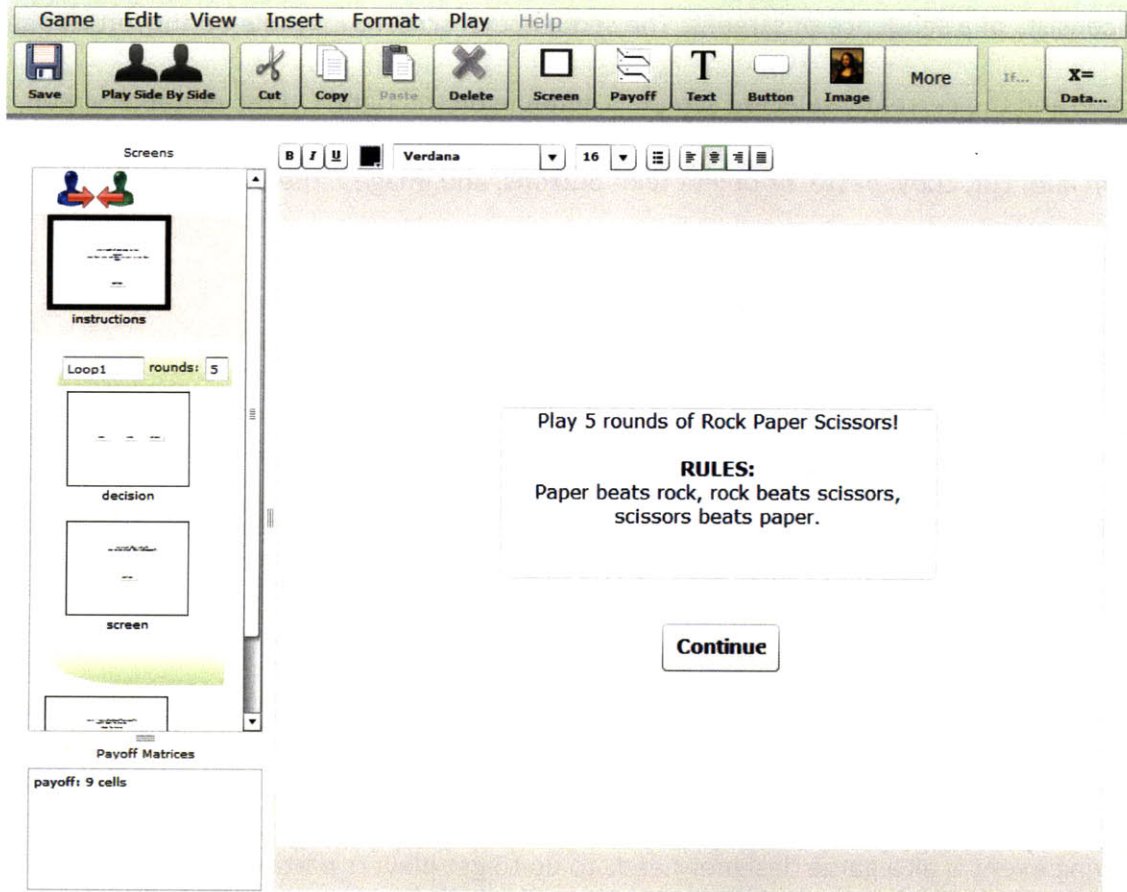 Game Edit View Insert Format Play Help
Save Play Side By Side Cut Copy Paste Delete Screen Payoff Text Button Image More If... X= Data...
Screens
B I U Verdana 16
instructions
Loop1 rounds: 5
decision
screen
Payoff Matrices
payoff: 9 cells
Play 5 rounds of Rock Paper Scissors!
RULES:
Paper beats rock, rock beats scissors,
scissors beats paper.
Continue